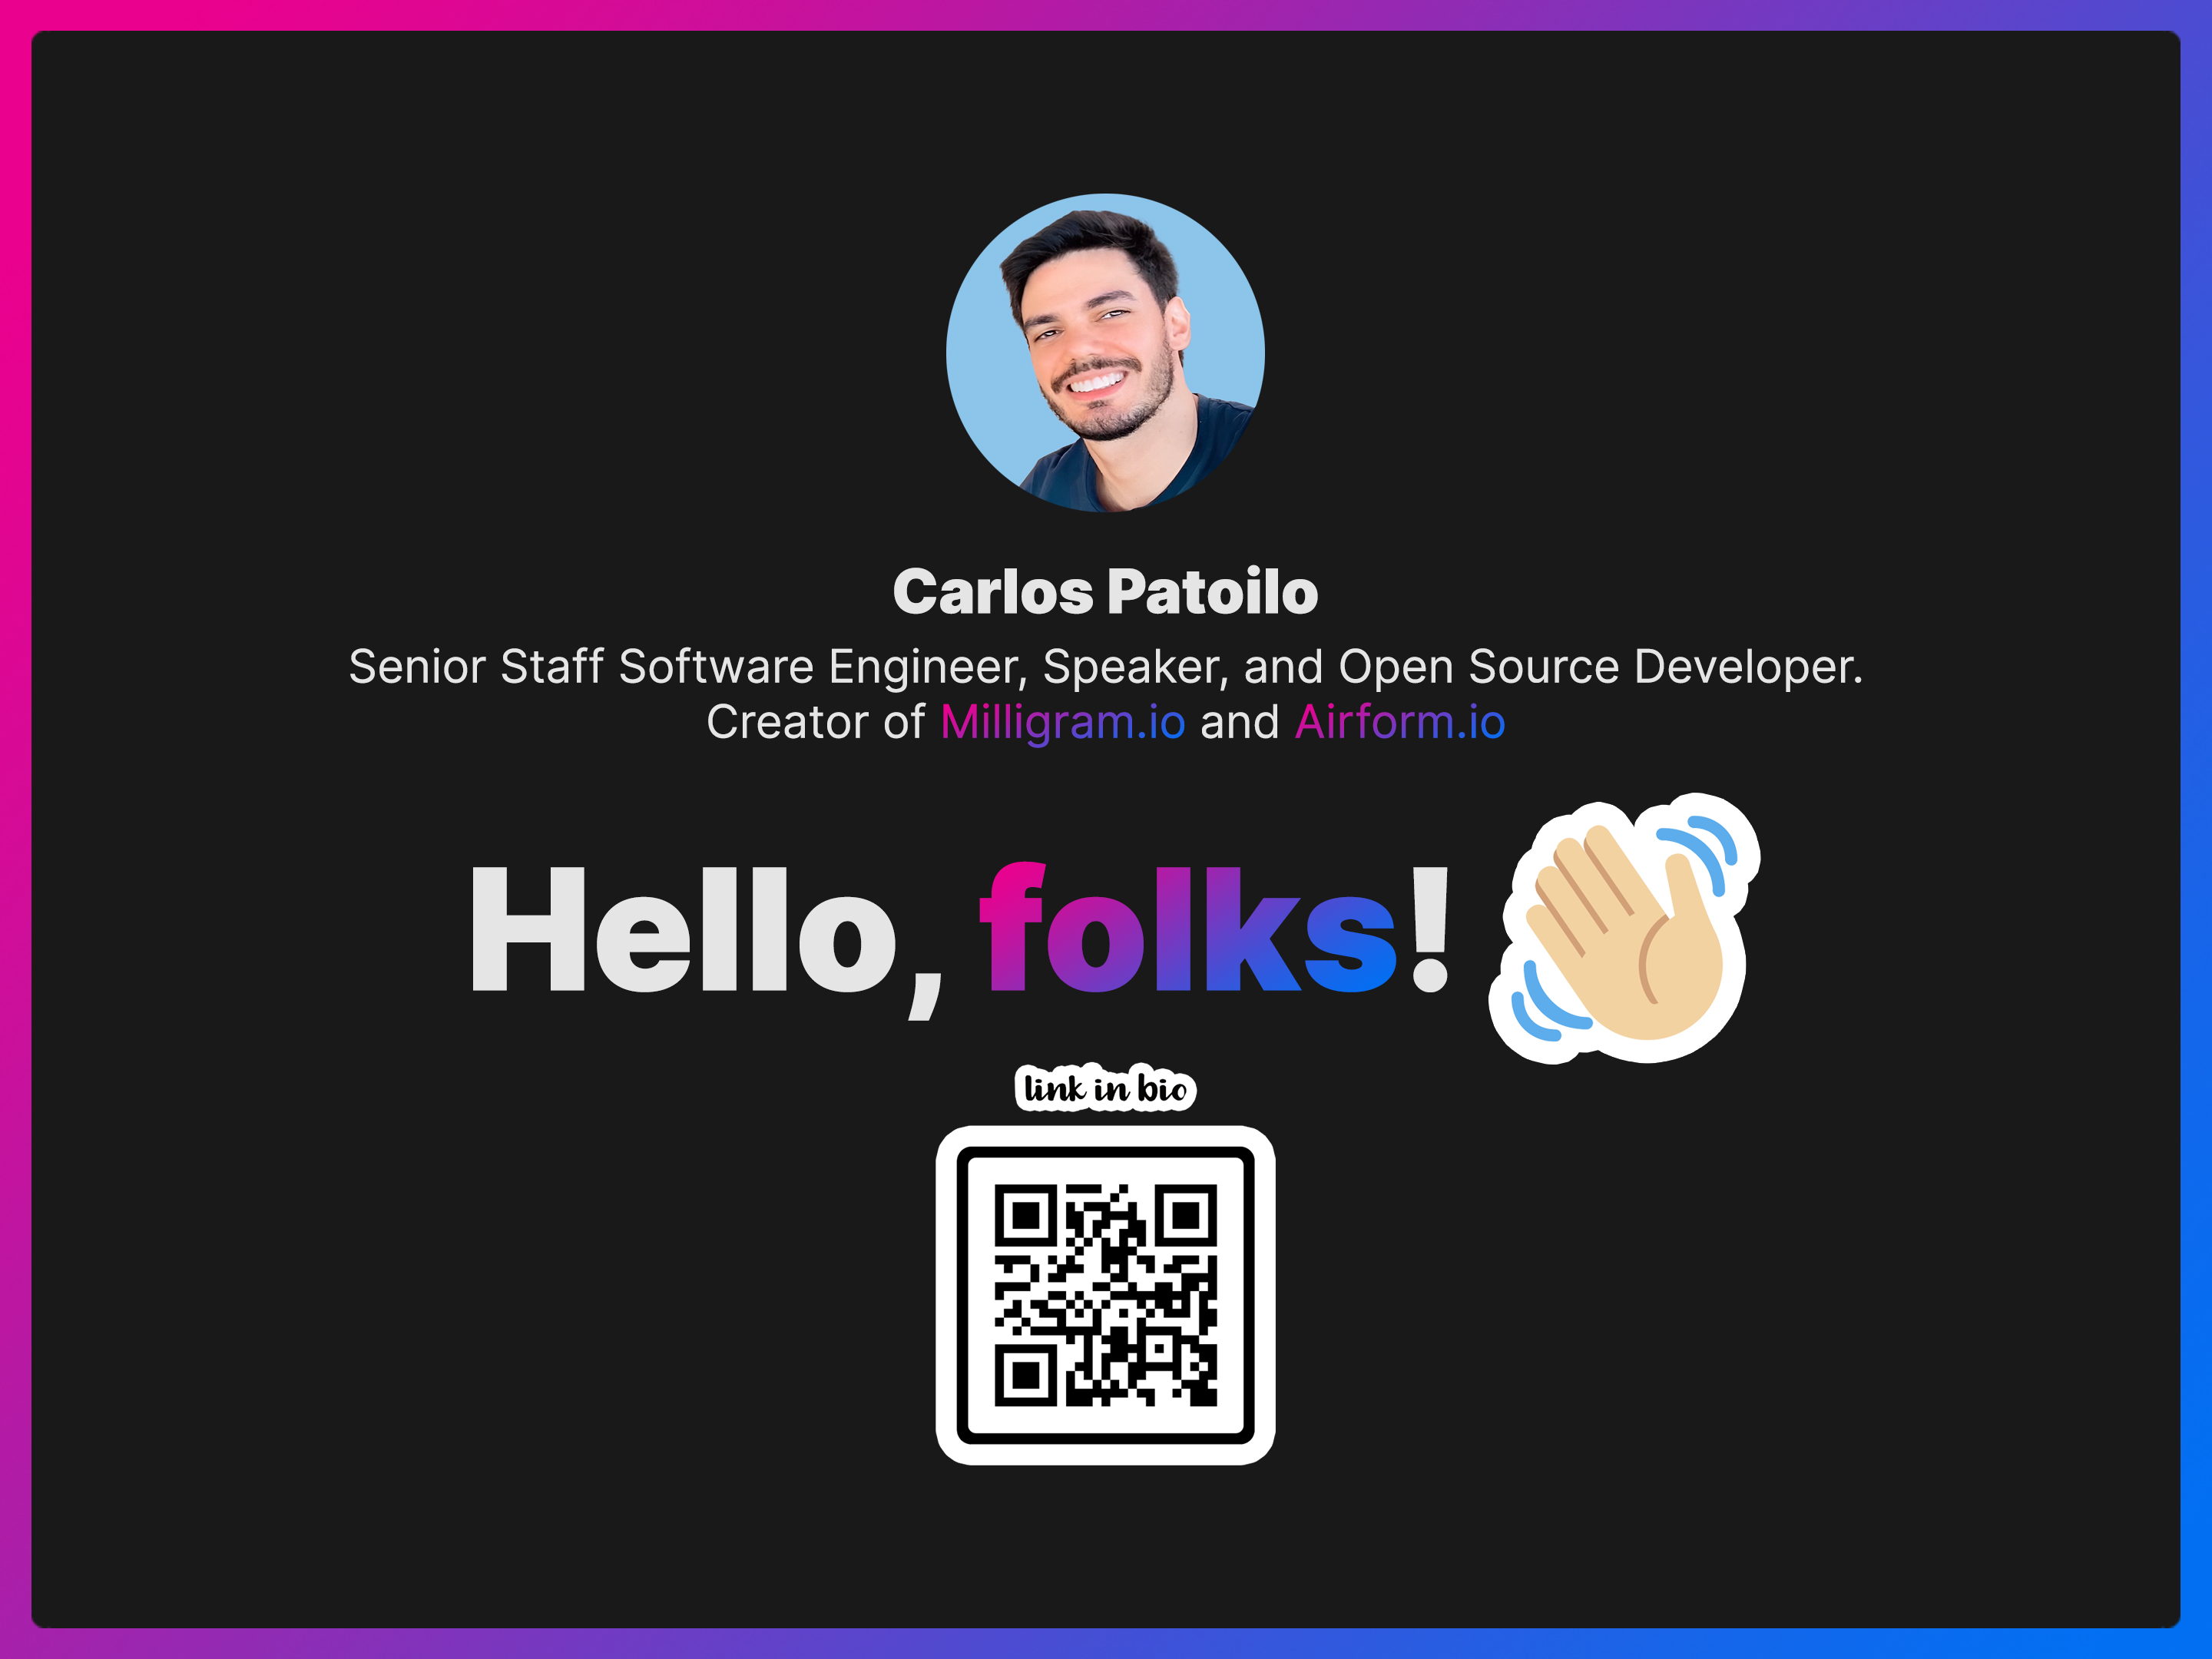 Carlos Patoilo
Senior Staff Software Engineer, Speaker, and Open Source Developer.
Creator of Milligram.io and Airform.io
Hello, folks!
link in bio